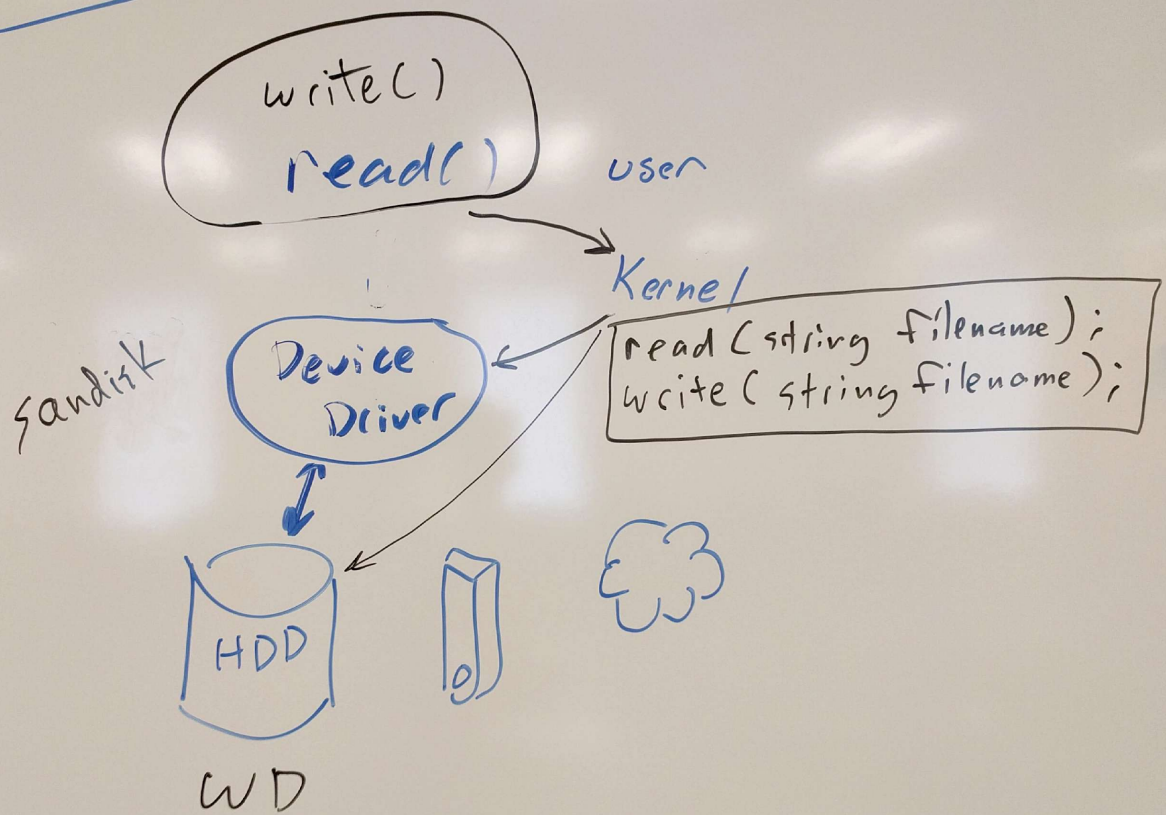 write()
read()
user
Kernel
read(string filename);
write(string filename);
Device
Driver
sandisk
HDD
WD